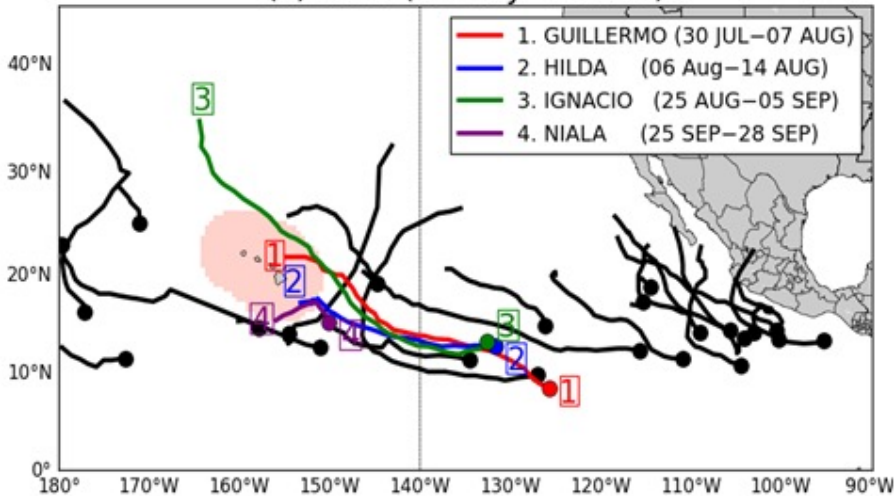 1. GUILLERMO (30 JUL−07 AUG)
2. HILDA (06 Aug−14 AUG)
3. IGNACIO (25 AUG−05 SEP)
4. NIALA (25 SEP−28 SEP)
40°N
3
30°N
20°N
1
2
4
4
3
10°N
2
1
0°
180° 170°W 160°W 150°W 140°W 130°W 120°W 110°W 100°W 90°W